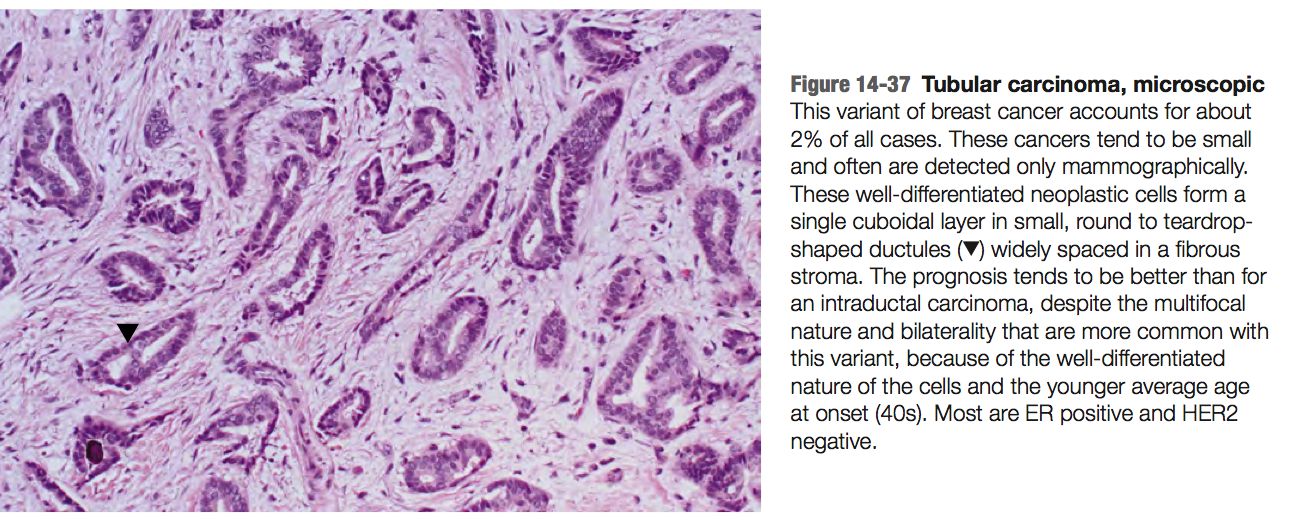 Figure 14-37 Tubular carcinoma, microscopic
This variant of breast cancer accounts for about
2% of all cases. These cancers tend to be small
and often are detected only mammographically.
These well-differentiated neoplastic cells form a
single cuboidal layer in small, round to teardrop-
shaped ductules (▼) widely spaced in a fibrous
stroma. The prognosis tends to be better than for
an intraductal carcinoma, despite the multifocal
nature and bilaterality that are more common with
this variant, because of the well-differentiated
nature of the cells and the younger average age
at onset (40s). Most are ER positive and HER2
negative.